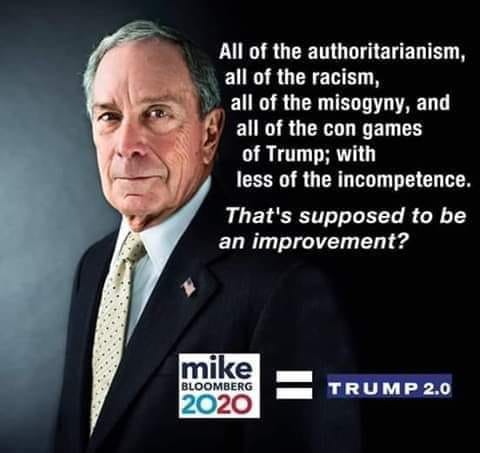 All of the authoritarianism,
all of the racism,
all of the misogyny, and
all of the con games
of Trump; with
less of the incompetence.
That's supposed to be
an improvement?
mike
BLOOMBERG
2020
=
TRUMP 2.0